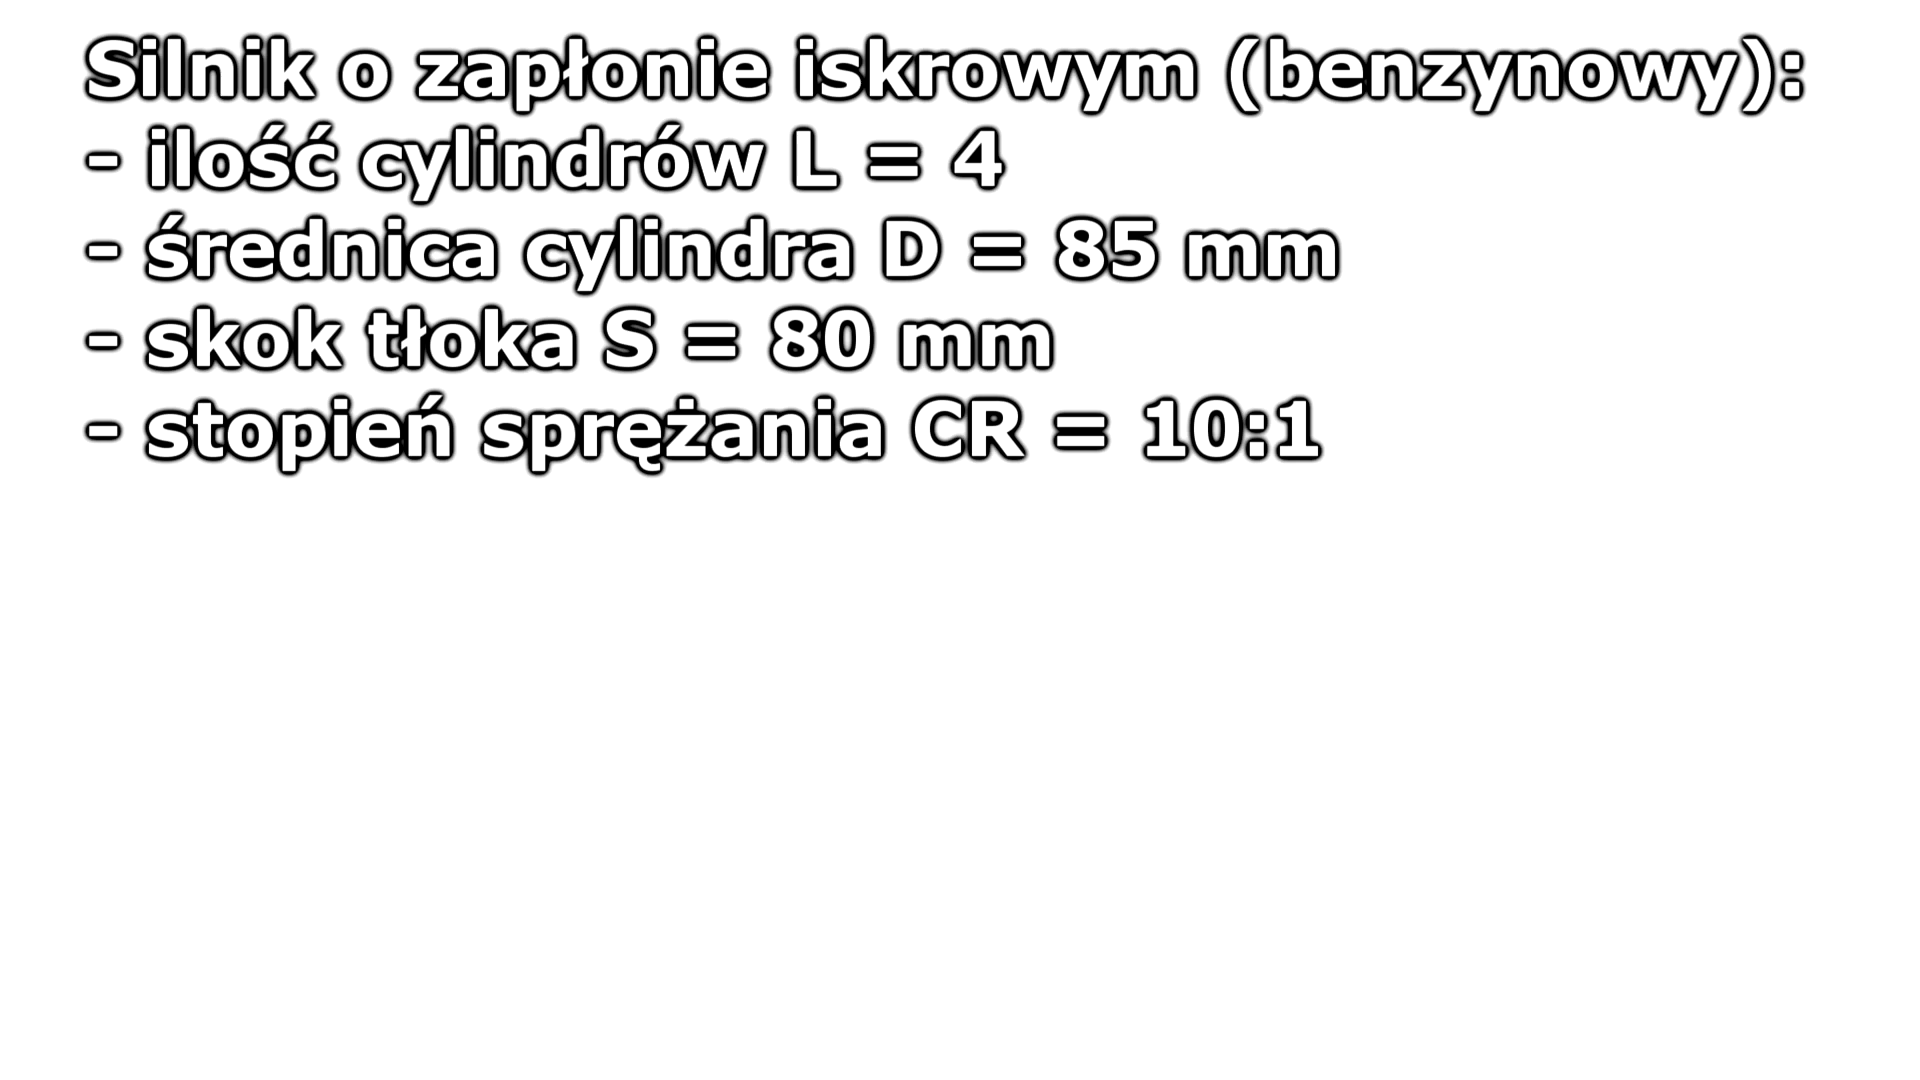 Silnik o zapłonie iskrowym (benzynowy):
- ilość cylindrów L = 4
- średnica cylindra D = 85 mm
- skok tłoka S = 80 mm
- stopień sprężania CR = 10:1